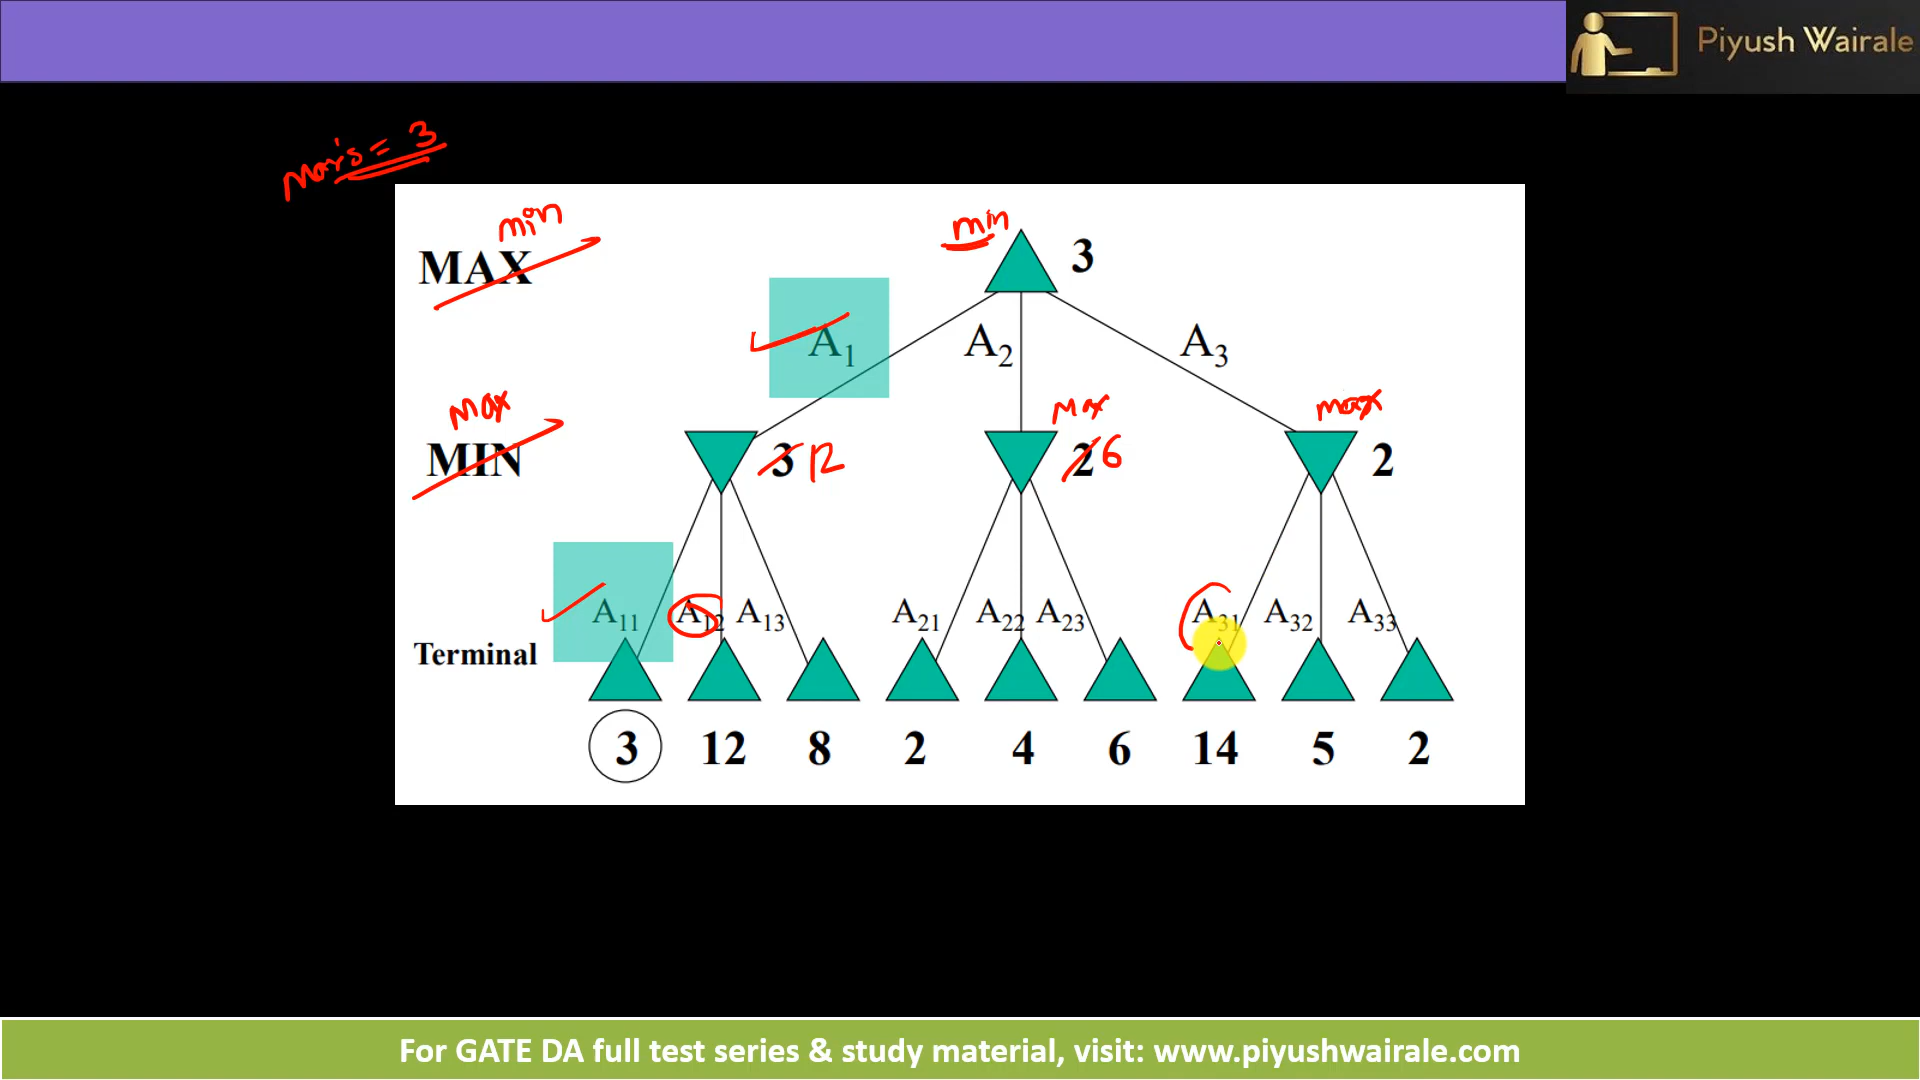 Piyush Wairale
Max's = 3
min
MAX
min
3
A1
A2
A3
Max
MIN
3 12
Max
2 6
max
2
A11 A12 A13 A21 A22 A23 A31 A32 A33
Terminal
3 12 8 2 4 6 14 5 2
For GATE DA full test series & study material, visit: www.piyushwairale.com